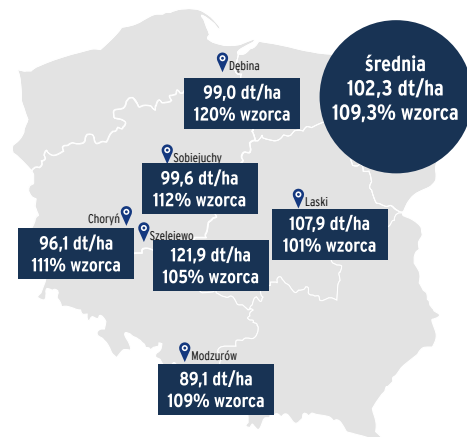 Dębina
99,0 dt/ha
120% wzorca
średnia
102,3 dt/ha
109,3% wzorca
Sobiejuchy
99,6 dt/ha
112% wzorca
Laski
107,9 dt/ha
101% wzorca
Choryń
96,1 dt/ha
111% wzorca
Szelejewo
121,9 dt/ha
105% wzorca
Modzurów
89,1 dt/ha
109% wzorca